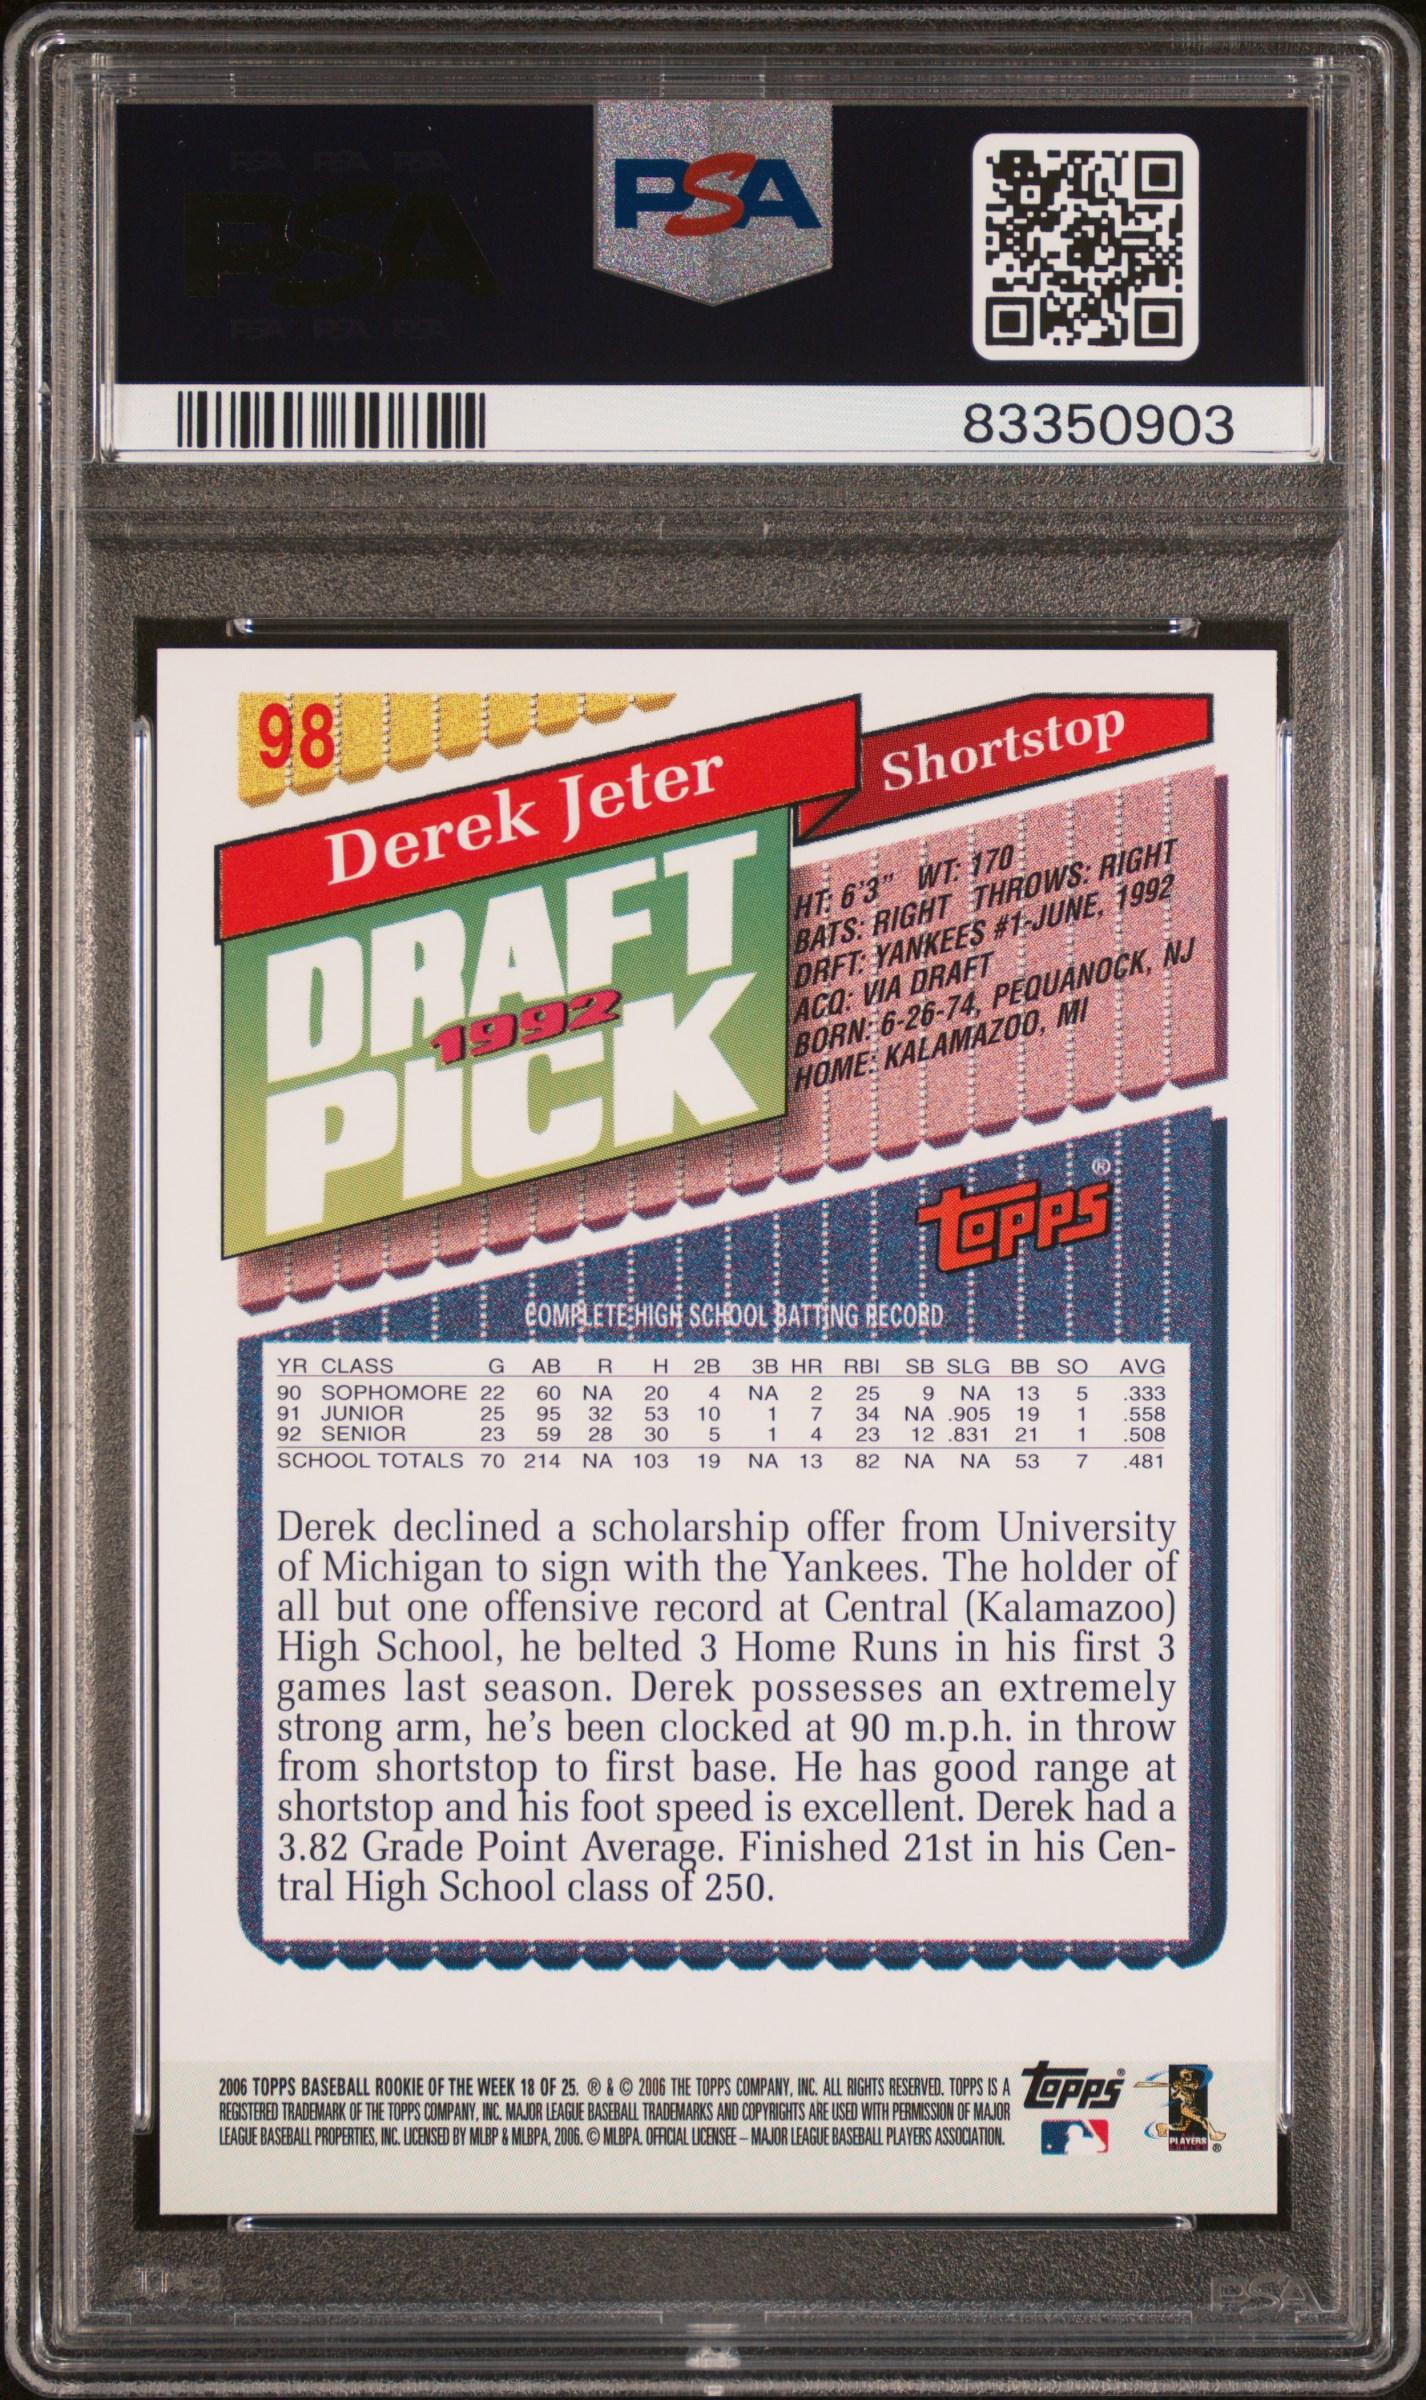 PSA PSA PSA
PSA
PSA
PSA PSA PSA
83350903
98
Derek Jeter
Shortstop
DRAFT
1992
PICK
HT: 6'3" WT: 170
BATS: RIGHT THROWS: RIGHT
DRFT: YANKEES #1-JUNE, 1992
ACQ: VIA DRAFT
BORN: 6-26-74, PEQUANOCK, NJ
HOME: KALAMAZOO, MI
Topps®
COMPLETE HIGH SCHOOL BATTING RECORD
YR CLASS G AB R H 2B 3B HR RBI SB SLG BB SO AVG
90 SOPHOMORE 22 60 NA 20 4 NA 2 25 9 NA 13 5 .333
91 JUNIOR 25 95 32 53 10 1 7 34 NA .905 19 1 .558
92 SENIOR 23 59 28 30 5 1 4 23 12 .831 21 1 .508
SCHOOL TOTALS 70 214 NA 103 19 NA 13 82 NA NA 53 7 .481
Derek declined a scholarship offer from University
of Michigan to sign with the Yankees. The holder of
all but one offensive record at Central (Kalamazoo)
High School, he belted 3 Home Runs in his first 3
games last season. Derek possesses an extremely
strong arm, he's been clocked at 90 m.p.h. in throw
from shortstop to first base. He has good range at
shortstop and his foot speed is excellent. Derek had a
3.82 Grade Point Average. Finished 21st in his Cen-
tral High School class of 250.
2006 TOPPS BASEBALL ROOKIE OF THE WEEK 18 OF 25. ® & © 2006 THE TOPPS COMPANY, INC. ALL RIGHTS RESERVED. TOPPS IS A
REGISTERED TRADEMARK OF THE TOPPS COMPANY, INC. MAJOR LEAGUE BASEBALL TRADEMARKS AND COPYRIGHTS ARE USED WITH PERMISSION OF MAJOR
LEAGUE BASEBALL PROPERTIES, INC. LICENSED BY MLBP & MLBPA, 2006. © MLBPA. OFFICIAL LICENSEE – MAJOR LEAGUE BASEBALL PLAYERS ASSOCIATION.
Topps®
PLAYERS
CHOICE ®
PSA